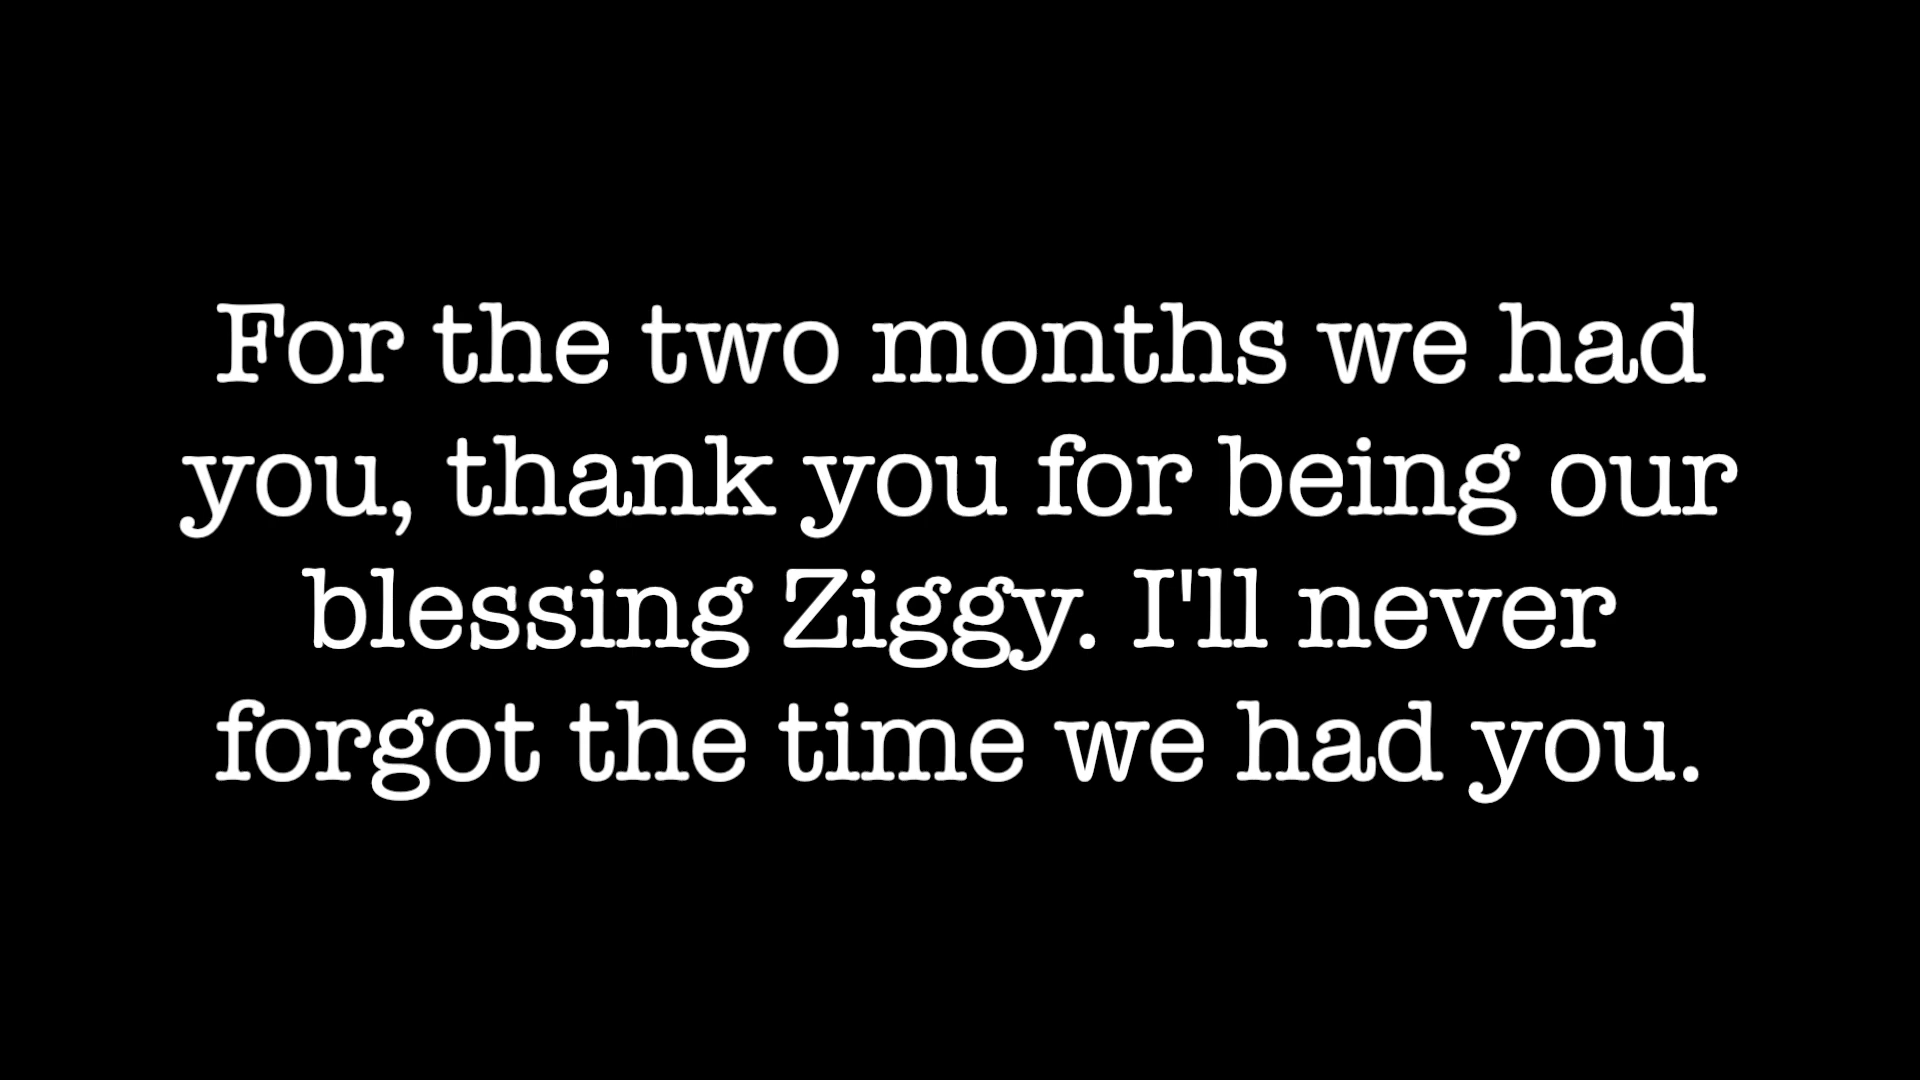 For the two months we had
you, thank you for being our
blessing Ziggy. I'll never
forgot the time we had you.